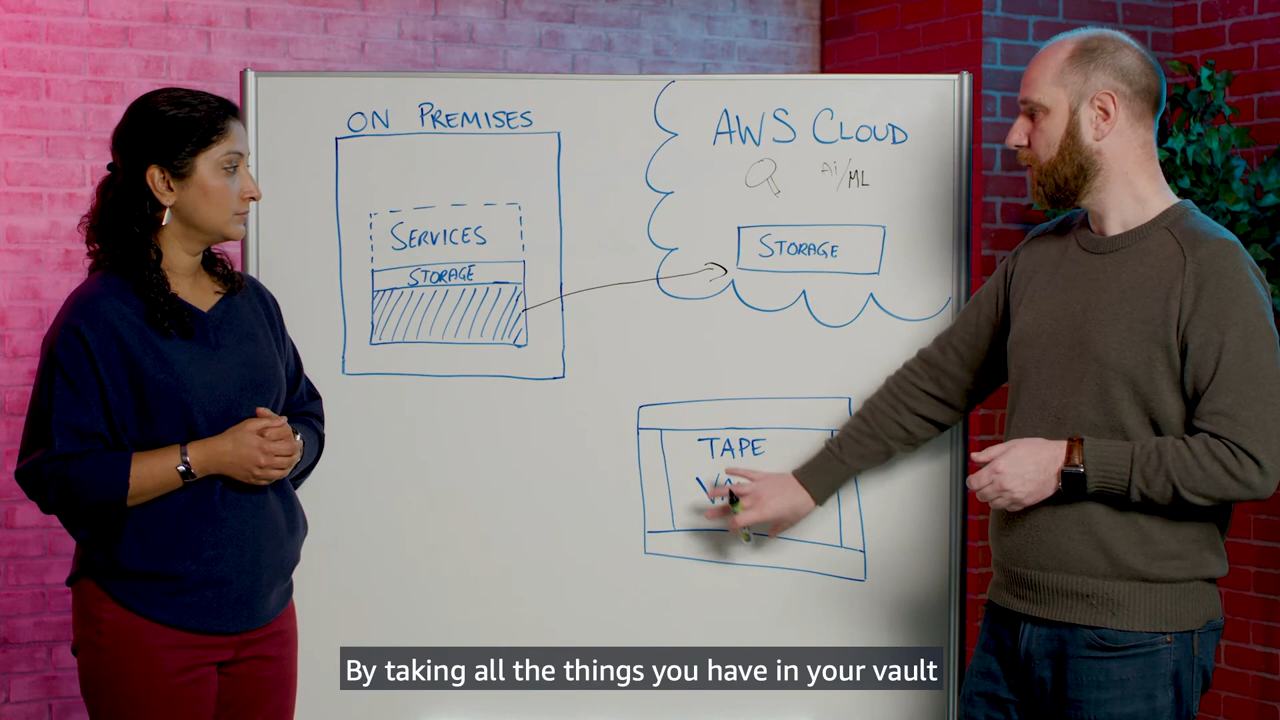 ON PREMISES
SERVICES
STORAGE
AWS CLOUD
Ai/ML
STORAGE
TAPE
By taking all the things you have in your vault